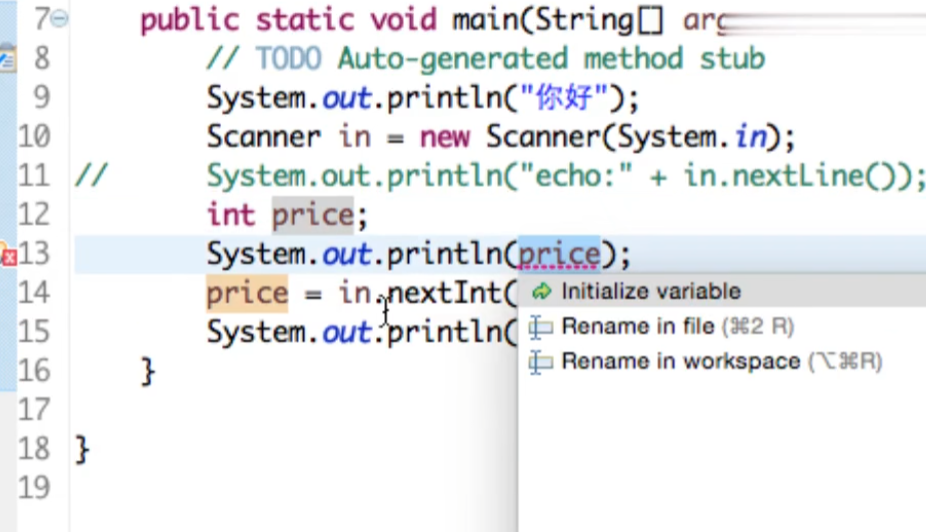 7 public static void main(String[] arg
8 // TODO Auto-generated method stub
9 System.out.println("你好");
10 Scanner in = new Scanner(System.in);
11 // System.out.println("echo:" + in.nextLine());
12 int price;
13 System.out.println(price);
14 price = in.nextInt(
Initialize variable
15 System.out.println(
Rename in file (⌘2 R)
Rename in workspace (⌥⌘R)
16 }
17
18 }
19